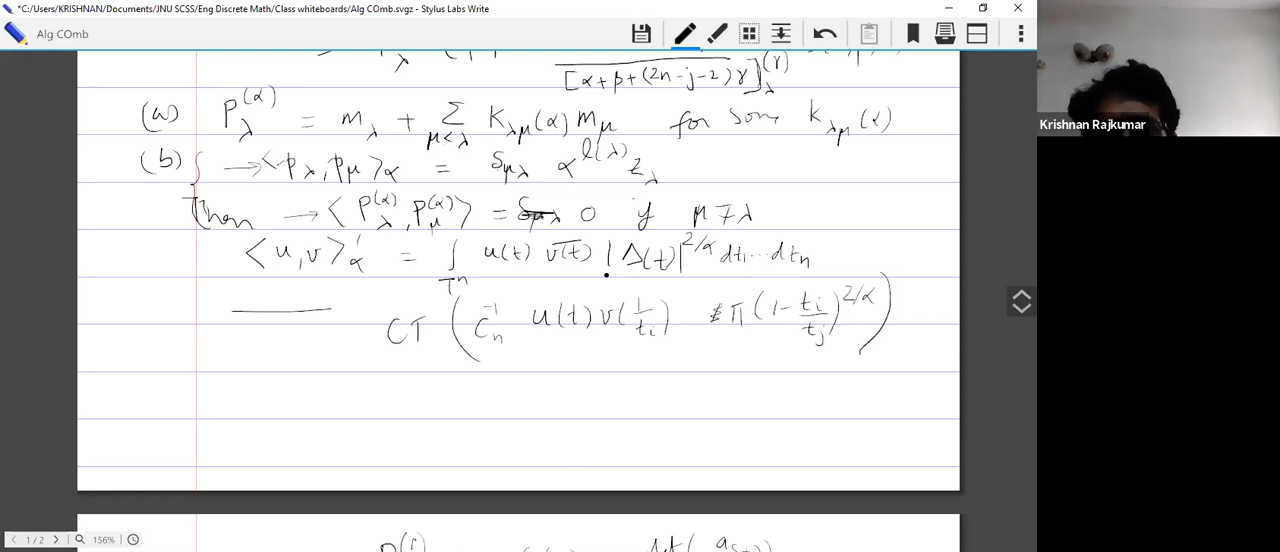 *C:/Users/KRISHNAN/Documents/JNU SCSS/Eng Discrete Math/Class whiteboards/Alg COmb.svgz - Stylus Labs Write
Alg COmb
[α+p+(2n-j-2)γ]_λ^(γ)
(a) P_λ^(α) = m_λ + Σ_{μ<λ} K_{λμ}(α) m_μ for some K_{λμ}(α)
(b) → <p_λ, p_μ>_α = δ_{μλ} α^{l(λ)} z_λ
Then → <P_λ^(α), P_μ^(α)> = 0 if μ≠λ
<u,v>'_α = ∫_{T^n} u(t) \overline{v(t)} |Δ(t)|^{2/α} dt_1...dt_n
CT ( C_n^{-1} u(t) v(1/t_i) π (1 - t_i/t_j)^{2/α} )
Krishnan Rajkumar
1 / 2
156%